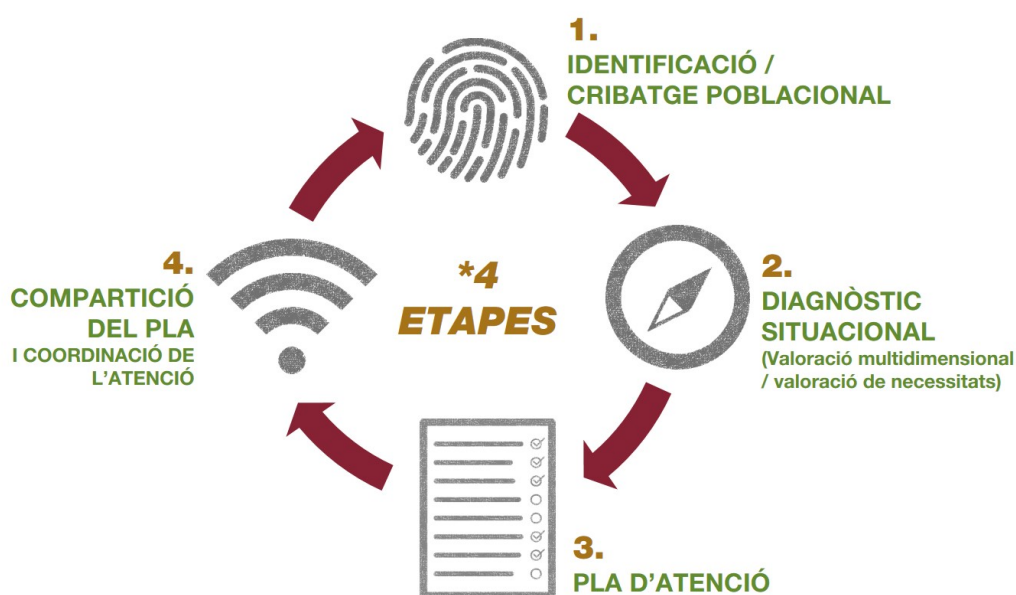 1.
IDENTIFICACIÓ /
CRIBATGE POBLACIONAL
2.
DIAGNÒSTIC
SITUACIONAL
(Valoració multidimensional
/ valoració de necessitats)
3.
PLA D'ATENCIÓ
4.
COMPARTICIÓ
DEL PLA
I COORDINACIÓ DE
L'ATENCIÓ
*4
ETAPES